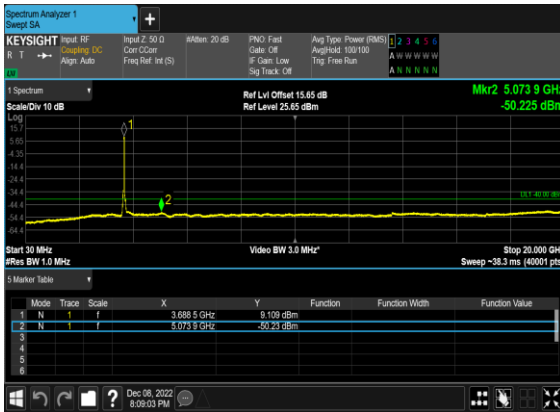 Spectrum Analyzer 1
Swept SA
KEYSIGHT
R T
LW
Input: RF
Coupling: DC
Align: Auto
Input Z: 50 Ω
Corr CCorr
Freq Ref: Int (S)
#Atten: 20 dB
PNO: Fast
Gate: Off
IF Gain: Low
Sig Track: Off
Avg Type: Power (RMS)
Avg|Hold: 100/100
Trig: Free Run
1 2 3 4 5 6
A W W W W W
A N N N N N
1 Spectrum
Scale/Div 10 dB
Ref Lvl Offset 15.65 dB
Ref Level 25.65 dBm
Mkr2 5.073 9 GHz
-50.225 dBm
Log
15.7
5.65
-4.35
-14.4
-24.4
-34.4
-44.4
-54.4
-64.4
1
2
DL1 -40.00 dBm
Start 30 MHz
#Res BW 1.0 MHz
Video BW 3.0 MHz*
Stop 20.000 GHz
Sweep ~38.3 ms (40001 pts)
5 Marker Table
Mode Trace Scale X Y Function Function Width Function Value
1 N 1 f 3.688 5 GHz 9.109 dBm
2 N 1 f 5.073 9 GHz -50.23 dBm
3
4
5
6
?
Dec 08, 2022
8:09:03 PM